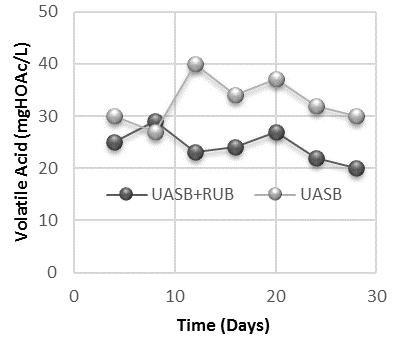 50
40
30
20
10
0
Volatile Acid (mgHOAc/L)
UASB+RUB UASB
0 10 20 30
Time (Days)